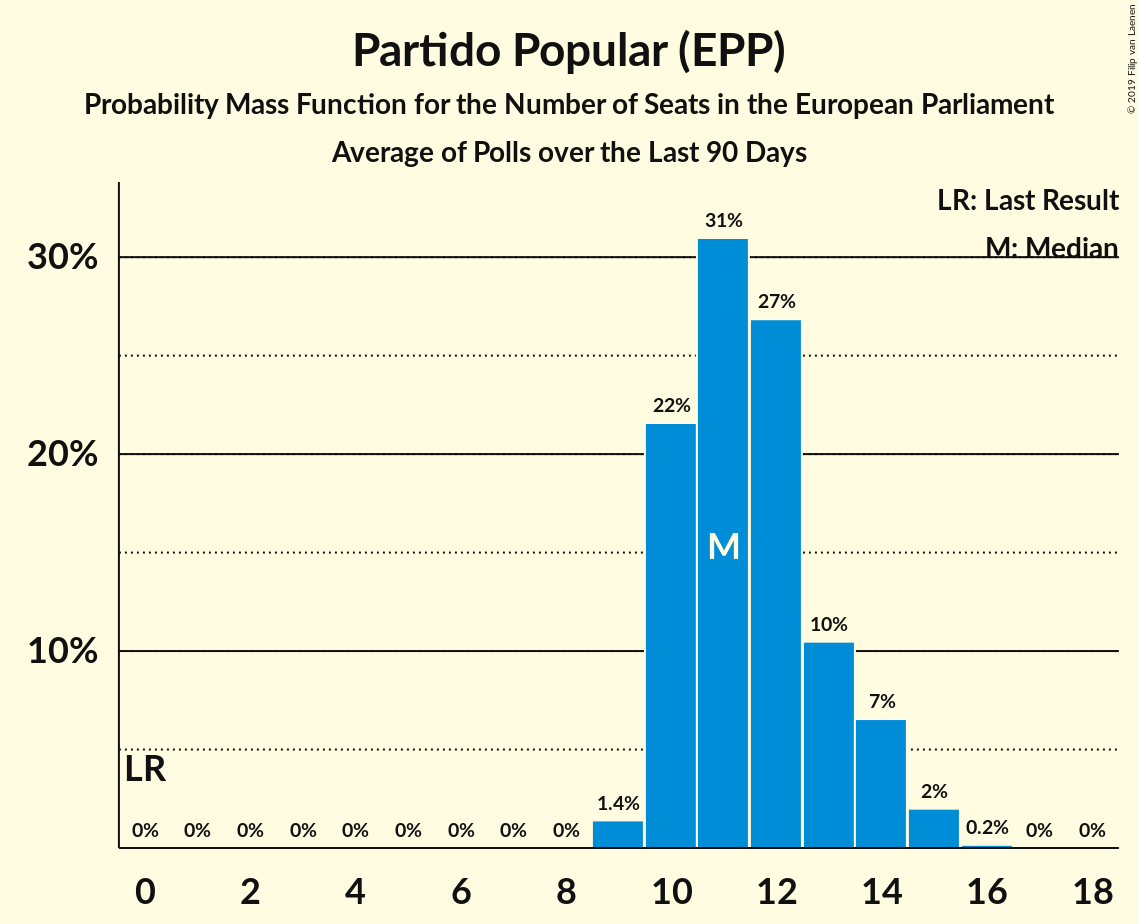 Partido Popular (EPP)
Probability Mass Function for the Number of Seats in the European Parliament
Average of Polls over the Last 90 Days
© 2019 Filip van Laenen
LR: Last Result
M: Median
30%
20%
10%
31%
27%
22%
M
10%
7%
LR
0% 0% 0% 0% 0% 0% 0% 0% 0% 1.4% 2% 0.2% 0% 0%
0 2 4 6 8 10 12 14 16 18